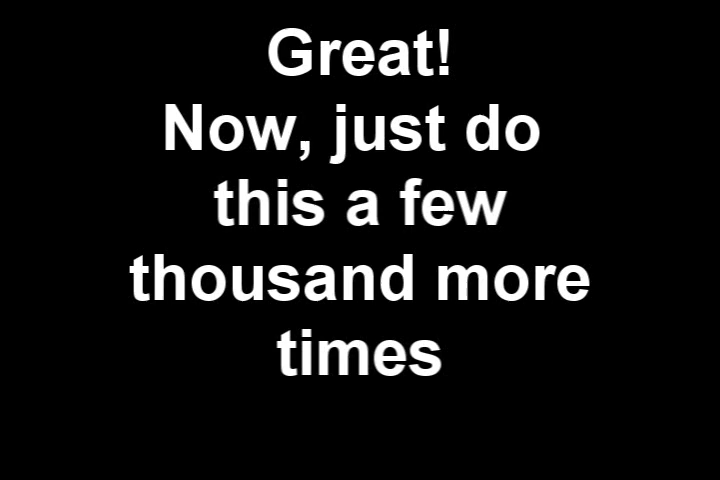 Great!
Now, just do
this a few
thousand more
times